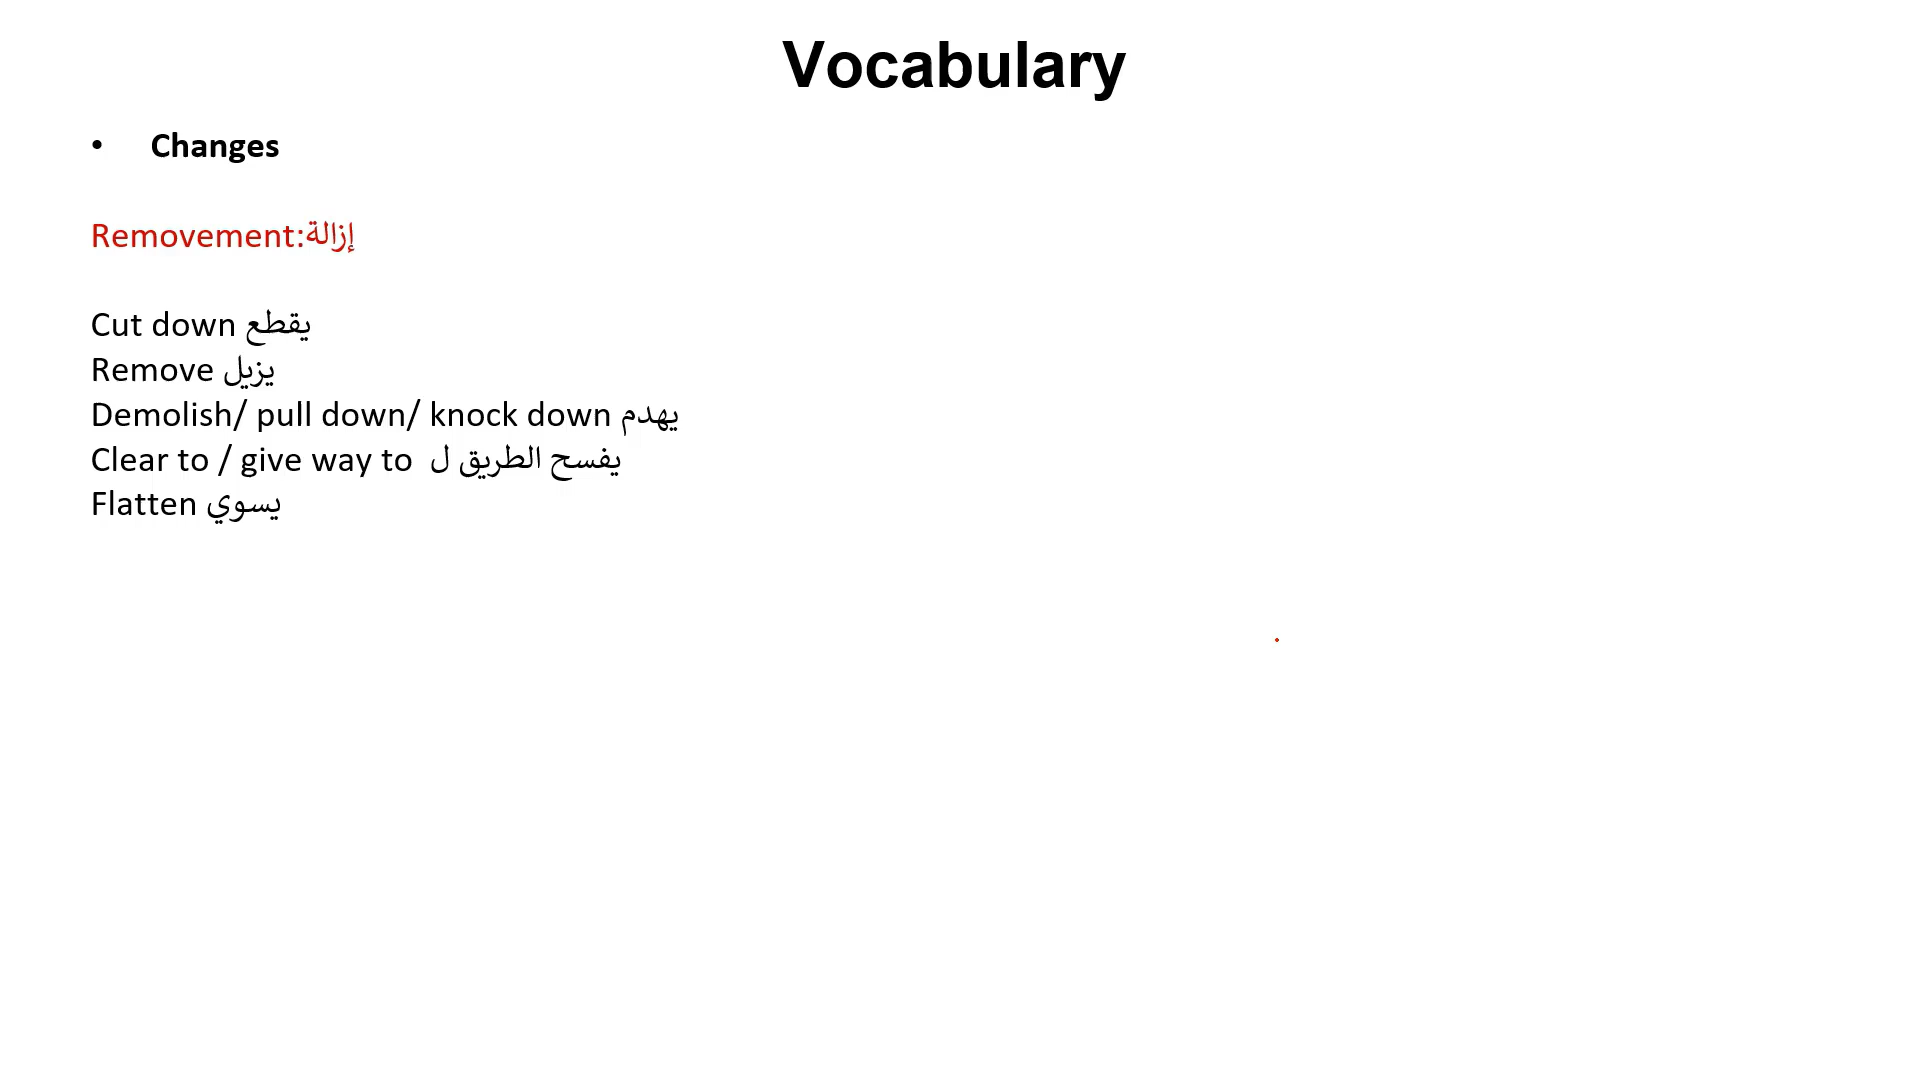 Vocabulary
• Changes
Removement:إزالة
Cut down يقطع
Remove يزيل
Demolish/ pull down/ knock down يهدم
Clear to / give way to يفسح الطريق ل
Flatten يسوي